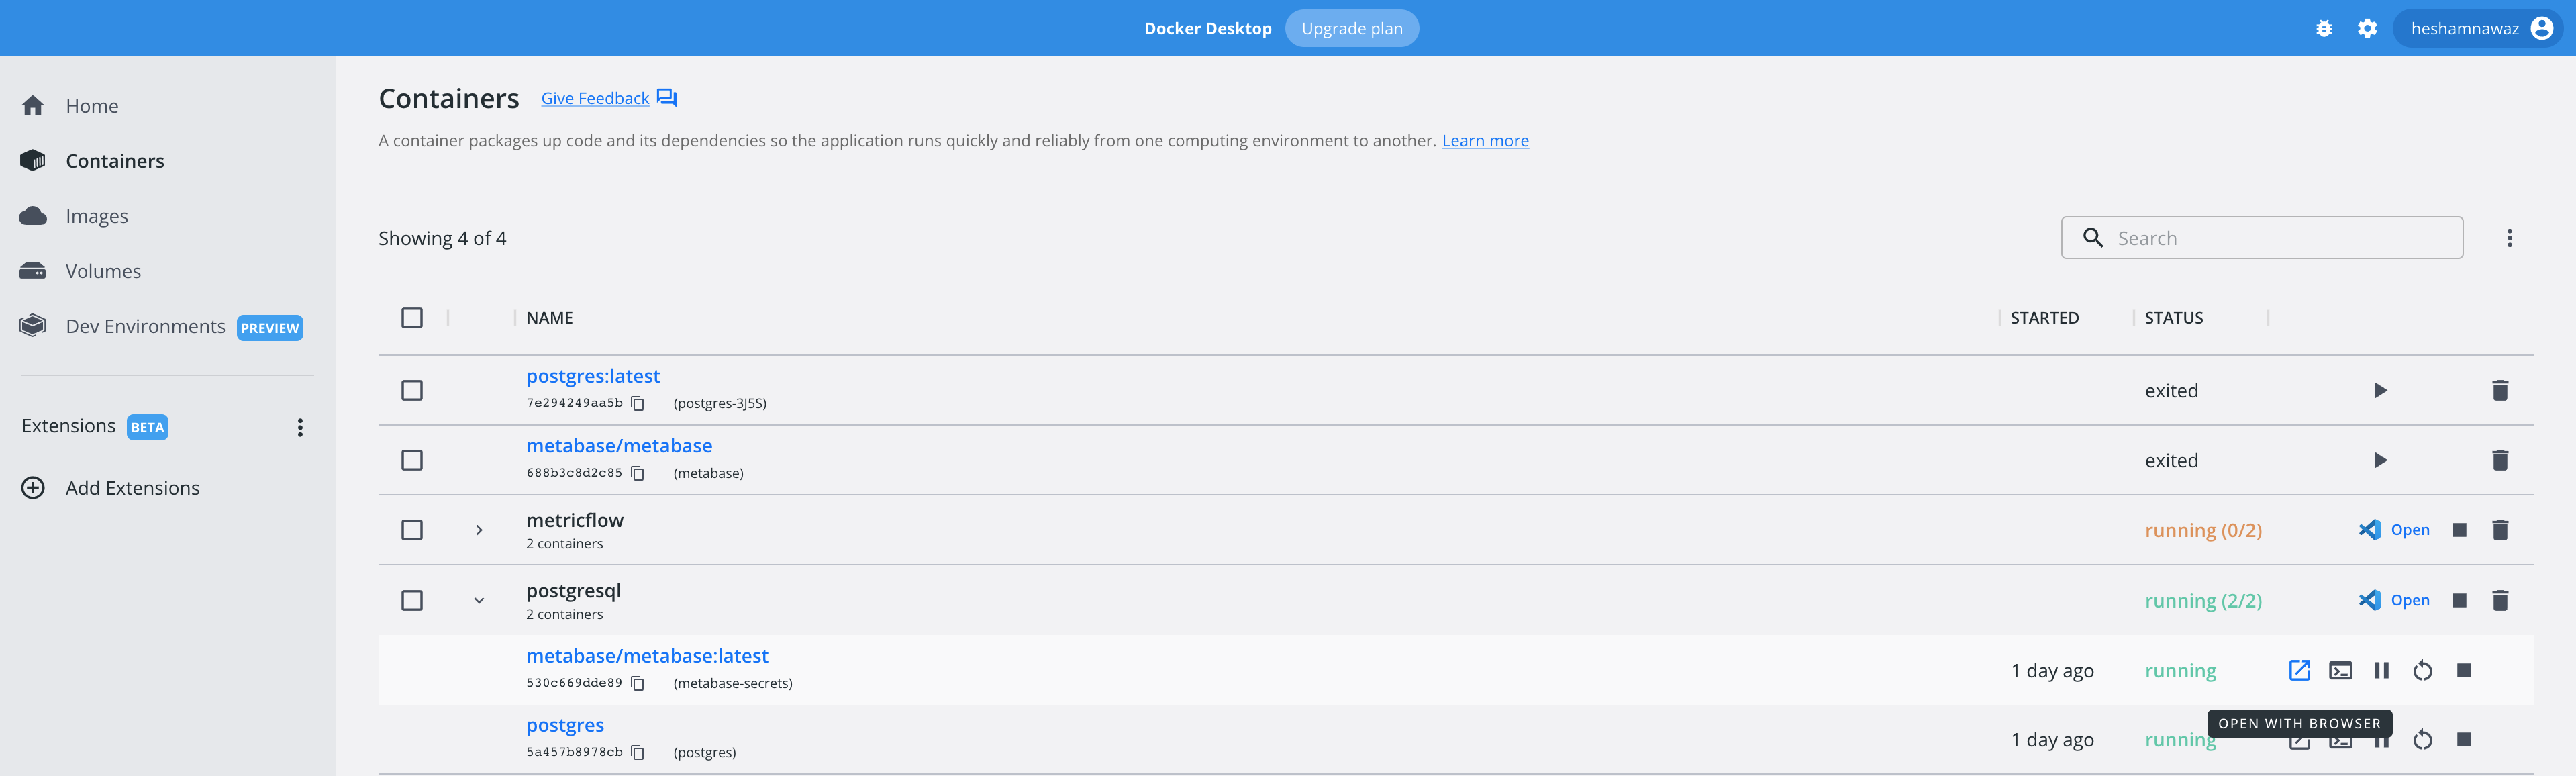 Docker Desktop Upgrade plan heshamnawaz
Home
Containers
Images
Volumes
Dev Environments PREVIEW
Extensions BETA
Add Extensions
Containers Give Feedback
A container packages up code and its dependencies so the application runs quickly and reliably from one computing environment to another. Learn more
Showing 4 of 4 Search
NAME STARTED STATUS
postgres:latest
7e294249aa5b (postgres-3J5S) exited
metabase/metabase
688b3c8d2c85 (metabase) exited
metricflow
2 containers running (0/2) Open
postgresql
2 containers running (2/2) Open
metabase/metabase:latest
530c669dde89 (metabase-secrets) 1 day ago running
OPEN WITH BROWSER
postgres
5a457b8978cb (postgres) 1 day ago running